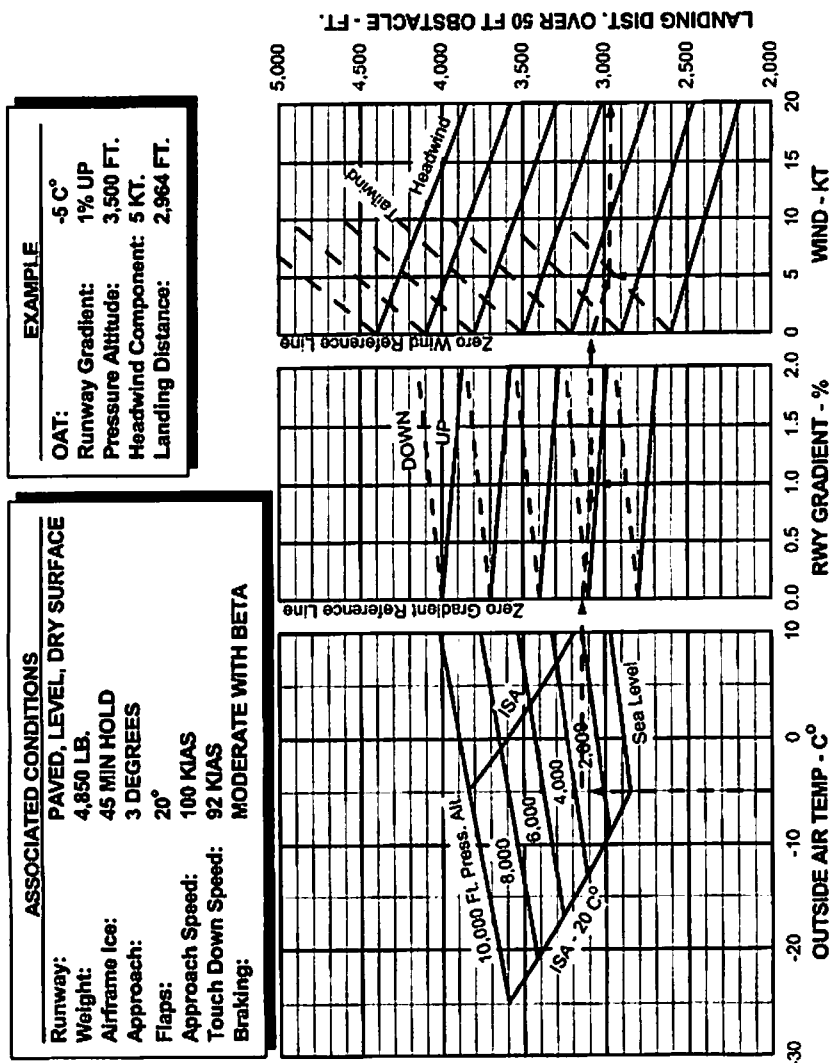 ASSOCIATED CONDITIONS
Runway: PAVED, LEVEL, DRY SURFACE
Weight: 4,850 LB.
Airframe Ice: 45 MIN HOLD
Approach: 3 DEGREES
Flaps: 20°
Approach Speed: 100 KIAS
Touch Down Speed: 92 KIAS
Braking: MODERATE WITH BETA
EXAMPLE
OAT: -5 C°
Runway Gradient: 1% UP
Pressure Altitude: 3,500 FT.
Headwind Component: 5 KT.
Landing Distance: 2,964 FT.
10,000 Ft. Press. Alt.
8,000
6,000
4,000
2,000
Sea Level
ISA
ISA - 20 C°
Zero Gradient Reference Line
DOWN
UP
Zero Wind Reference Line
Tailwind
Headwind
5,000
4,500
4,000
3,500
3,000
2,500
2,000
LANDING DIST. OVER 50 FT OBSTACLE - FT.
-30 -20 -10 0 10
OUTSIDE AIR TEMP - C°
0.0 0.5 1.0 1.5 2.0
RWY GRADIENT - %
0 5 10 15 20
WIND - KT